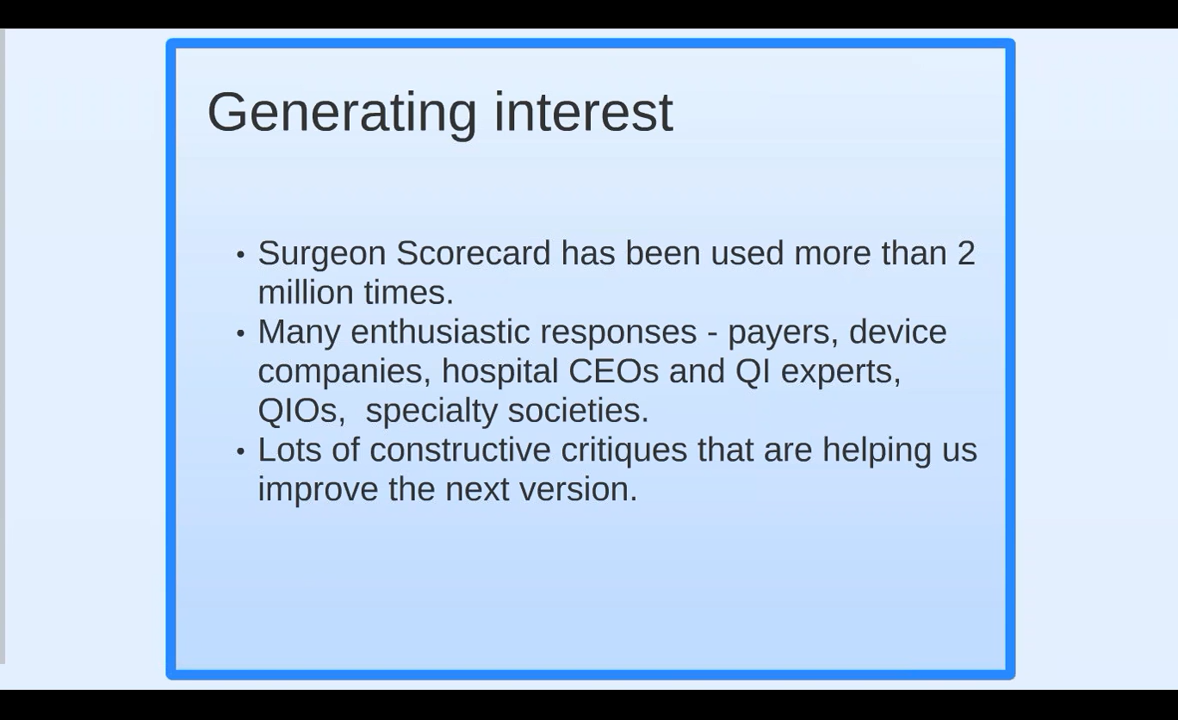 Generating interest
• Surgeon Scorecard has been used more than 2
million times.
• Many enthusiastic responses - payers, device
companies, hospital CEOs and QI experts,
QIOs,  specialty societies.
• Lots of constructive critiques that are helping us
improve the next version.